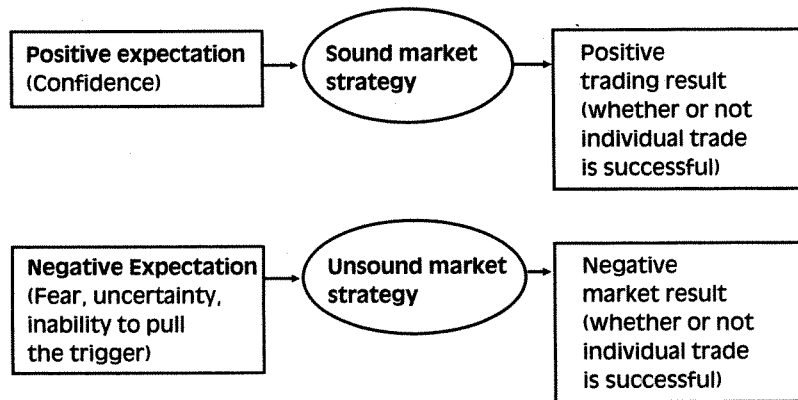 Positive expectation
(Confidence)
Sound market
strategy
Positive
trading result
(whether or not
individual trade
is successful)
Negative Expectation
(Fear, uncertainty,
inability to pull
the trigger)
Unsound market
strategy
Negative
market result
(whether or not
individual trade
is successful)